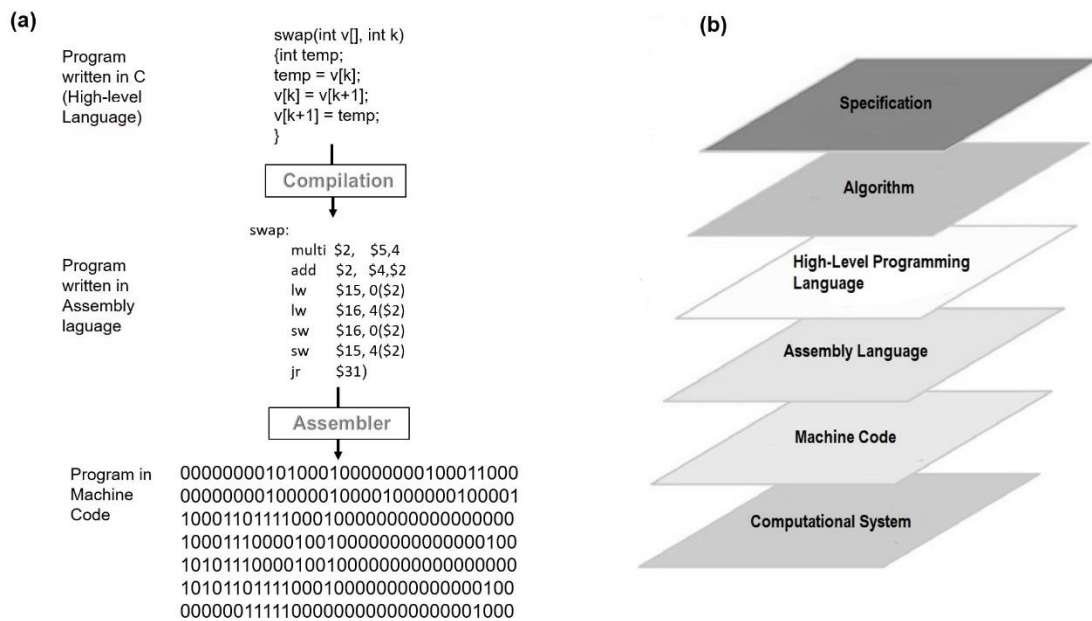 (a)
Program
written in C
(High-level
Language)
swap(int v[], int k)
{int temp;
temp = v[k];
v[k] = v[k+1];
v[k+1] = temp;
}
Compilation
Program
written in
Assembly
laguage
swap:
multi $2, $5,4
add $2, $4,$2
lw $15, 0($2)
lw $16, 4($2)
sw $16, 0($2)
sw $15, 4($2)
jr $31)
Assembler
Program in
Machine
Code
00000000101000100000000100011000
00000000100000100001000000100001
10001101111000100000000000000000
10001110000100100000000000000100
10101110000100100000000000000000
10101101111000100000000000000100
00000011111000000000000000001000
(b)
Specification
Algorithm
High-Level Programming
Language
Assembly Language
Machine Code
Computational System